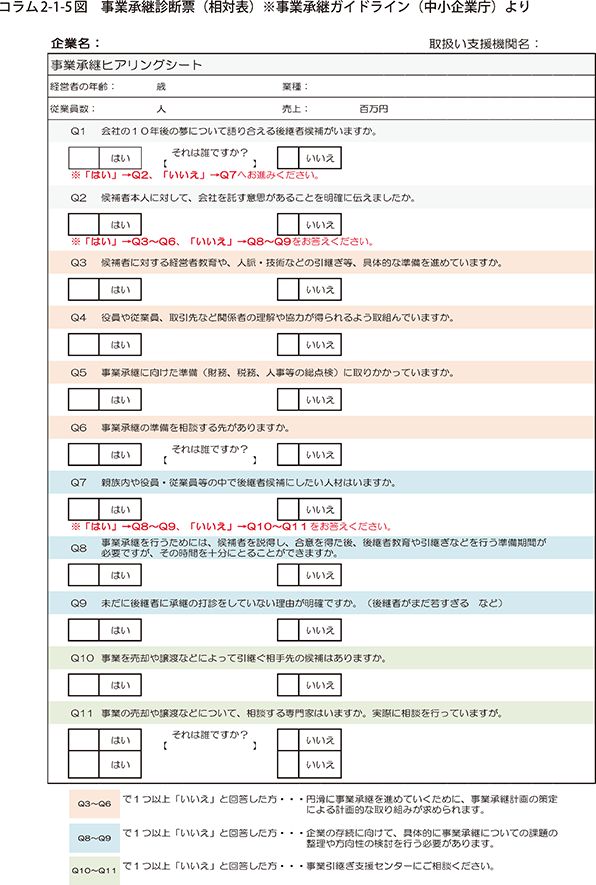 コラム2-1-5図　事業承継診断票（相対表）※事業承継ガイドライン（中小企業庁）より
企業名：　取扱い支援機関名：
事業承継ヒアリングシート
経営者の年齢：　歳　業種：
従業員数：　人　売上：　百万円
Q1　会社の１０年後の夢について語り合える後継者候補がいますか。
はい　それは誰ですか？【　】　いいえ
※「はい」→Q2、「いいえ」→Q7へお進みください。
Q2　候補者本人に対して、会社を託す意思があることを明確に伝えましたか。
はい　いいえ
※「はい」→Q3～Q6、「いいえ」→Q8～Q9をお答えください。
Q3　候補者に対する経営者教育や、人脈・技術などの引継ぎ等、具体的な準備を進めていますか。
はい　いいえ
Q4　役員や従業員、取引先など関係者の理解や協力が得られるよう取組んでいますか。
はい　いいえ
Q5　事業承継に向けた準備（財務、税務、人事等の総点検）に取りかかっていますか。
はい　いいえ
Q6　事業承継の準備を相談する先がありますか。
はい　それは誰ですか？【　】　いいえ
Q7　親族内や役員・従業員等の中で後継者候補にしたい人材はいますか。
はい　いいえ
※「はい」→Q8～Q9、「いいえ」→Q10～Q11をお答えください。
Q8　事業承継を行うためには、候補者を説得し、合意を得た後、後継者教育や引継ぎなどを行う準備期間が
必要ですが、その時間を十分にとることができますか。
はい　いいえ
Q9　未だに後継者に承継の打診をしていない理由が明確ですか。（後継者がまだ若すぎる　など）
はい　いいえ
Q10　事業を売却や譲渡などによって引継ぐ相手先の候補はありますか。
はい　いいえ
Q11　事業の売却や譲渡などについて、相談する専門家はいますか。実際に相談を行っていますが。
はい　それは誰ですか？【　】　いいえ
はい　いいえ
Q3～Q6　で１つ以上「いいえ」と回答した方・・・円滑に事業承継を進めていくために、事業承継計画の策定
による計画的な取り組みが求められます。
Q8～Q9　で１つ以上「いいえ」と回答した方・・・企業の存続に向けて、具体的に事業承継についての課題の
整理や方向性の検討を行う必要があります。
Q10～Q11　で１つ以上「いいえ」と回答した方・・・事業引継ぎ支援センターにご相談ください。